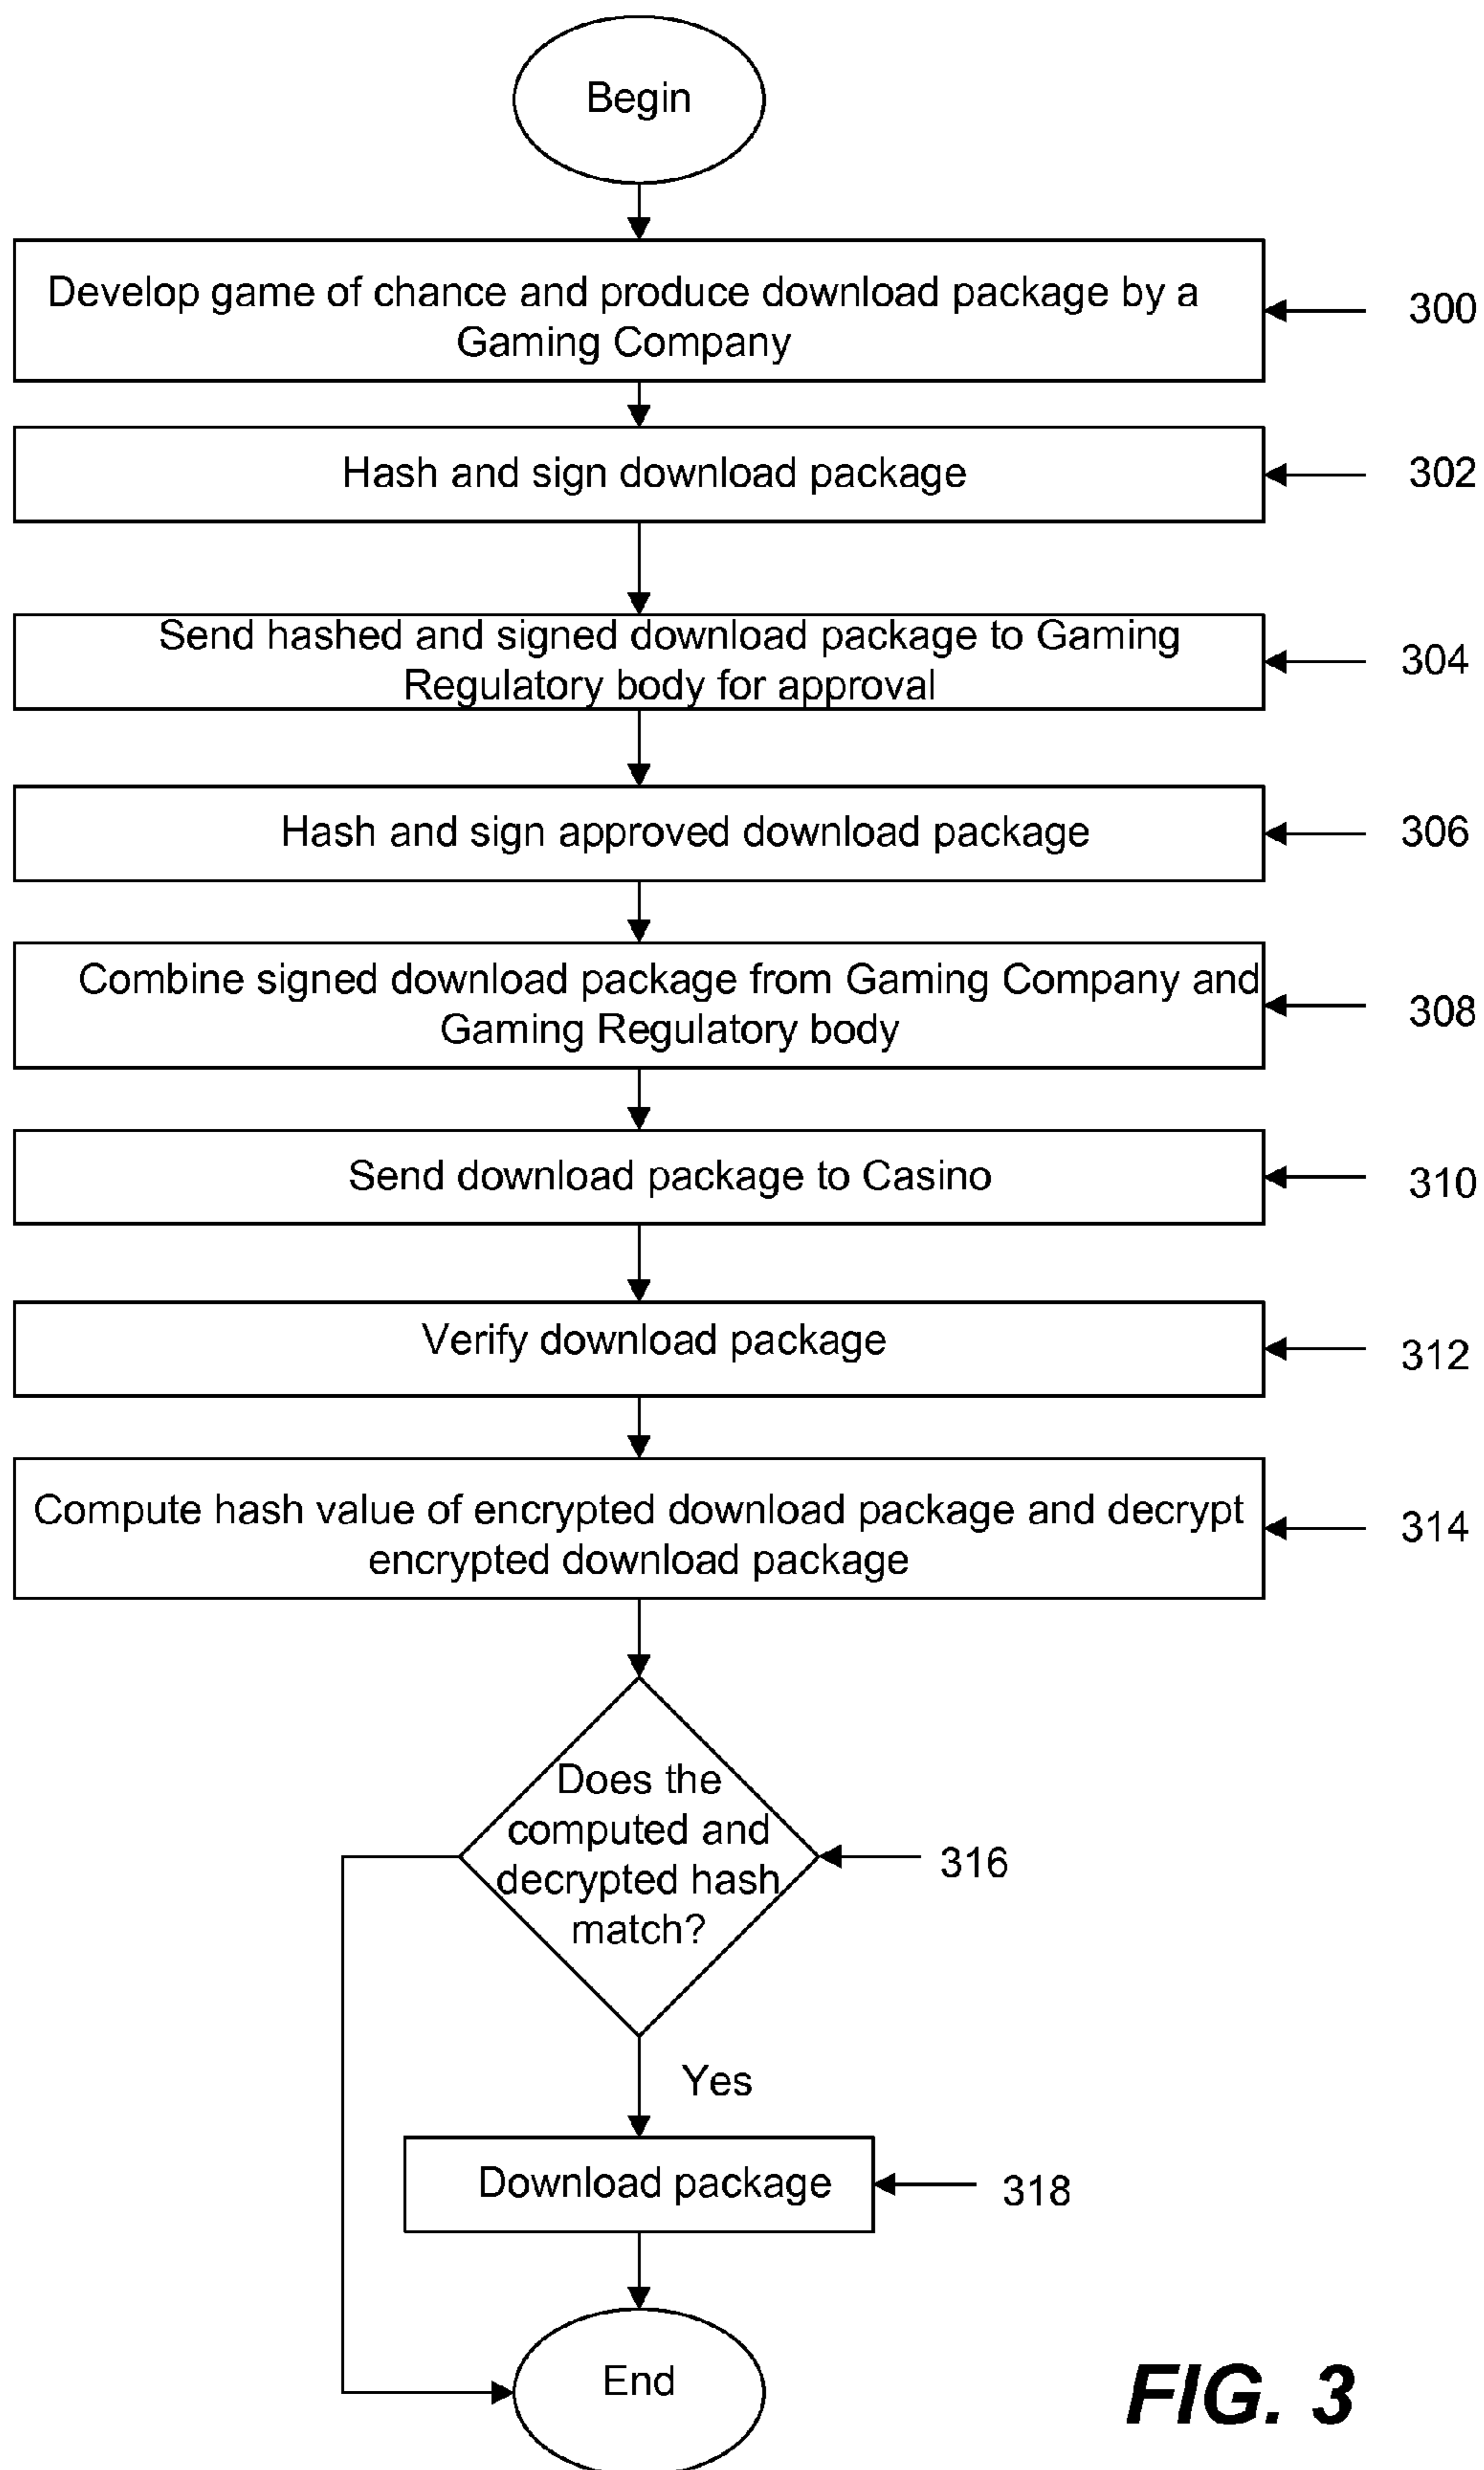 Begin
Develop game of chance and produce download package by a
Gaming Company
300
Hash and sign download package
302
Send hashed and signed download package to Gaming
Regulatory body for approval
304
Hash and sign approved download package
306
Combine signed download package from Gaming Company and
Gaming Regulatory body
308
Send download package to Casino
310
Verify download package
312
Compute hash value of encrypted download package and decrypt
encrypted download package
314
Does the
computed and
decrypted hash
match?
316
Yes
Download package
318
End
FIG. 3